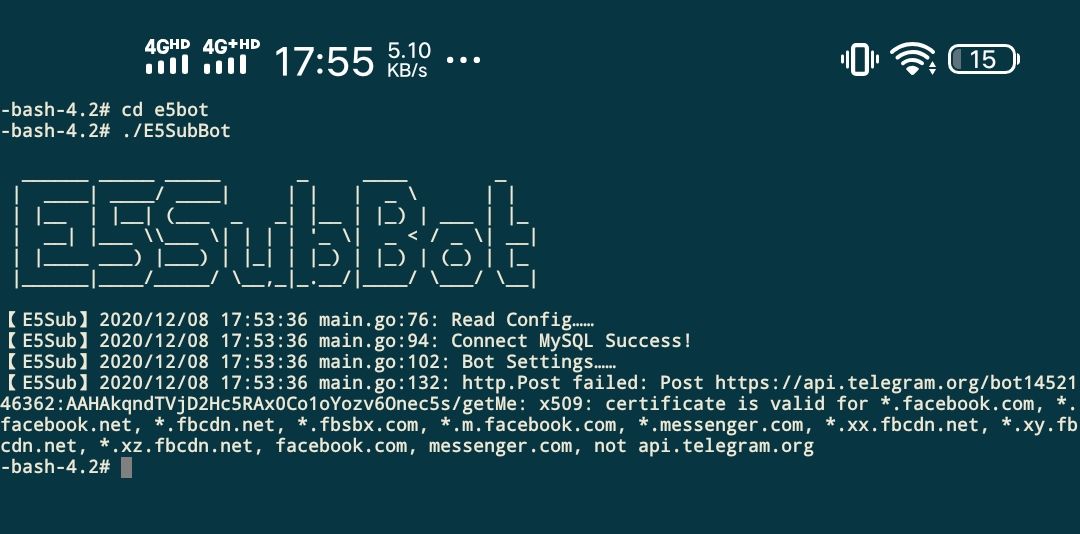 4GHD 4G+HD 17:55 5.10 KB/s ... 15
-bash-4.2# cd e5bot
-bash-4.2# ./E5SubBot
E5SubBot
【E5Sub】2020/12/08 17:53:36 main.go:76: Read Config……
【E5Sub】2020/12/08 17:53:36 main.go:94: Connect MySQL Success!
【E5Sub】2020/12/08 17:53:36 main.go:102: Bot Settings……
【E5Sub】2020/12/08 17:53:36 main.go:132: http.Post failed: Post https://api.telegram.org/bot14521
46362:AAHAkqndTVjD2Hc5RAx0Co1oYozv6Onec5s/getMe: x509: certificate is valid for *.facebook.com, *.
facebook.net, *.fbcdn.net, *.fbsbx.com, *.m.facebook.com, *.messenger.com, *.xx.fbcdn.net, *.xy.fb
cdn.net, *.xz.fbcdn.net, facebook.com, messenger.com, not api.telegram.org
-bash-4.2#